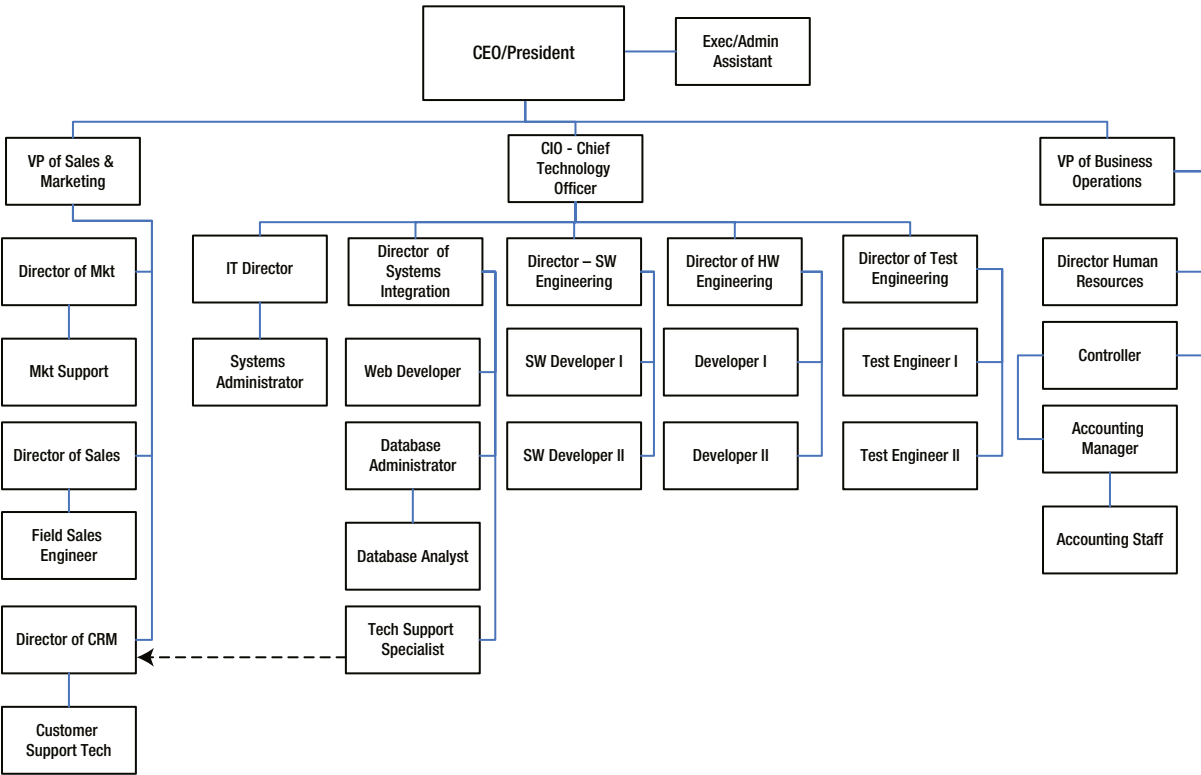 CEO/President
Exec/Admin
Assistant
VP of Sales &
Marketing
CIO - Chief
Technology
Officer
VP of Business
Operations
Director of Mkt
IT Director
Director of
Systems
Integration
Director – SW
Engineering
Director of HW
Engineering
Director of Test
Engineering
Director Human
Resources
Mkt Support
Systems
Administrator
Web Developer
SW Developer I
Developer I
Test Engineer I
Controller
Director of Sales
Database
Administrator
SW Developer II
Developer II
Test Engineer II
Accounting
Manager
Field Sales
Engineer
Database Analyst
Accounting Staff
Director of CRM
Tech Support
Specialist
Customer
Support Tech